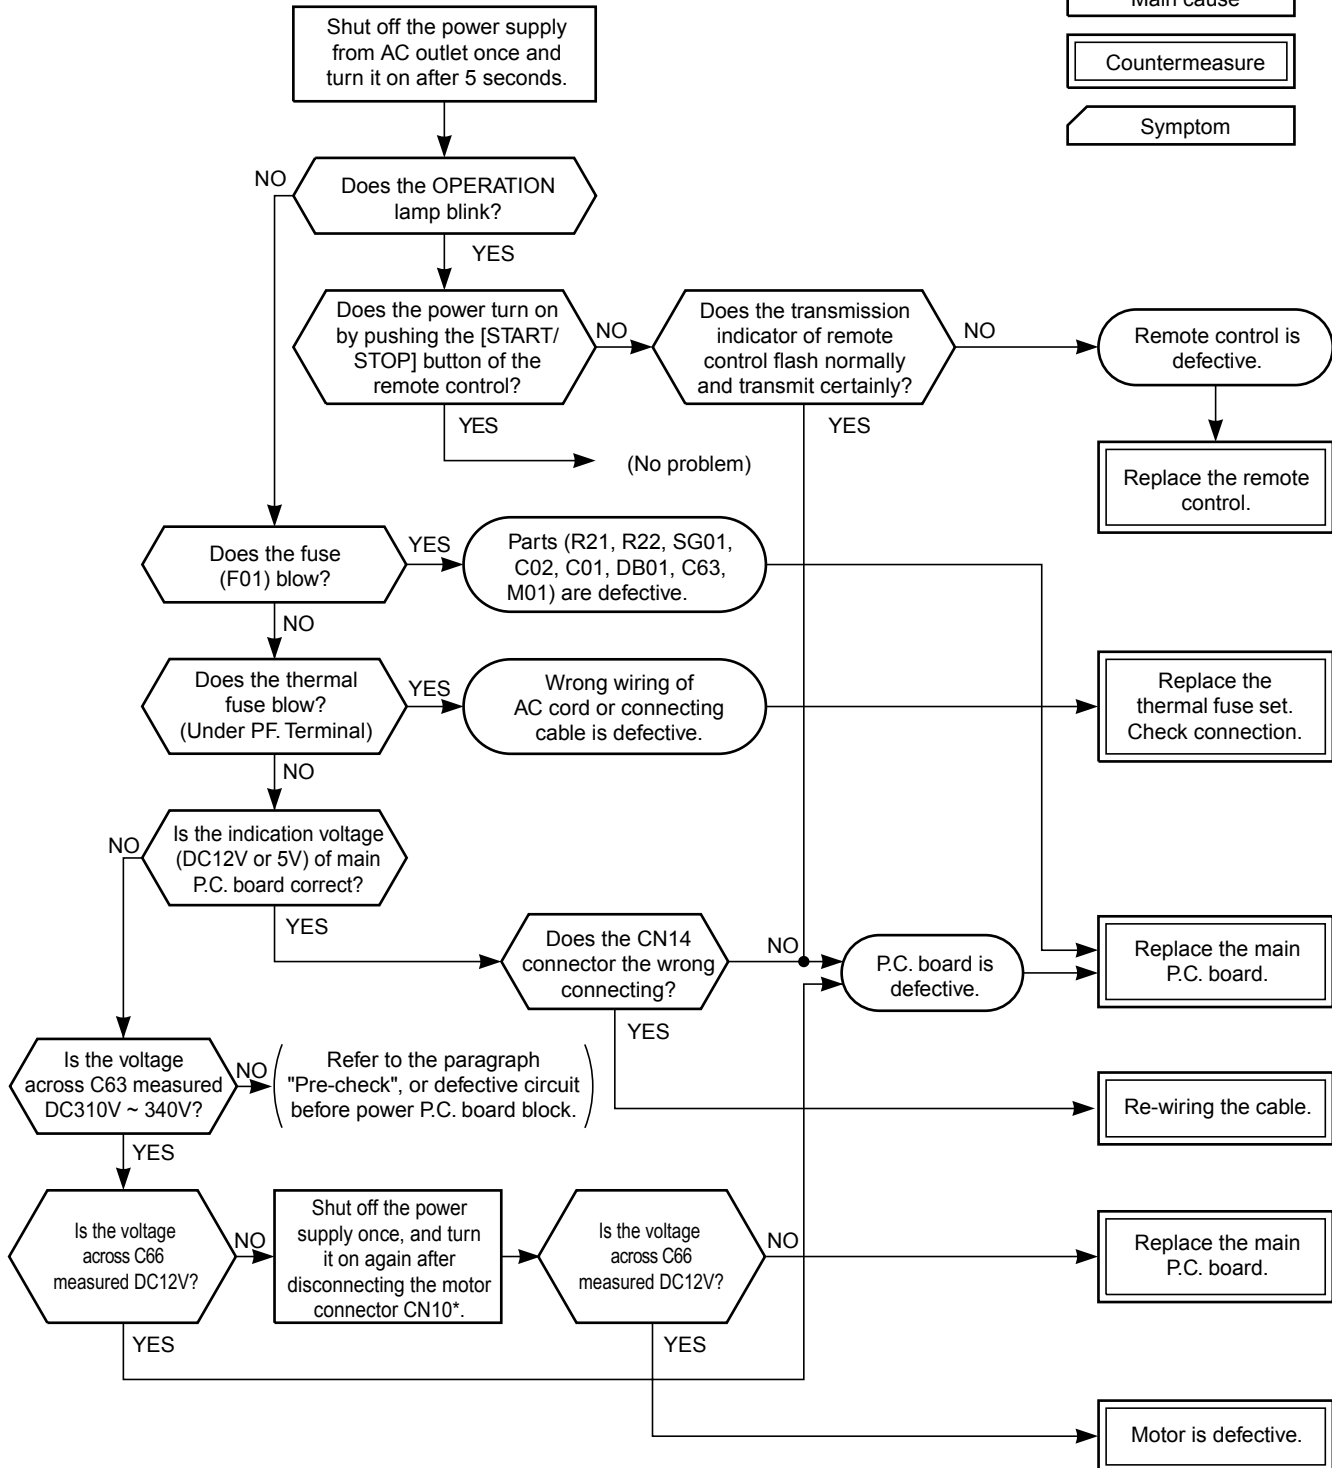 Main cause
Countermeasure
Symptom
Shut off the power supply
from AC outlet once and
turn it on after 5 seconds.
NO
Does the OPERATION
lamp blink?
YES
Does the power turn on
by pushing the [START/
STOP] button of the
remote control?
NO
Does the transmission
indicator of remote
control flash normally
and transmit certainly?
NO
Remote control is
defective.
YES
YES
(No problem)
Replace the remote
control.
Does the fuse
(F01) blow?
YES
Parts (R21, R22, SG01,
C02, C01, DB01, C63,
M01) are defective.
NO
Does the thermal
fuse blow?
(Under PF. Terminal)
YES
Wrong wiring of
AC cord or connecting
cable is defective.
Replace the
thermal fuse set.
Check connection.
NO
NO
Is the indication voltage
(DC12V or 5V) of main
P.C. board correct?
YES
Does the CN14
connector the wrong
connecting?
NO
P.C. board is
defective.
Replace the main
P.C. board.
YES
Is the voltage
across C63 measured
DC310V ~ 340V?
NO
Refer to the paragraph
"Pre-check", or defective circuit
before power P.C. board block.
Re-wiring the cable.
YES
Is the voltage
across C66
measured DC12V?
NO
Shut off the power
supply once, and turn
it on again after
disconnecting the motor
connector CN10*.
Is the voltage
across C66
measured DC12V?
NO
Replace the main
P.C. board.
YES
YES
Motor is defective.